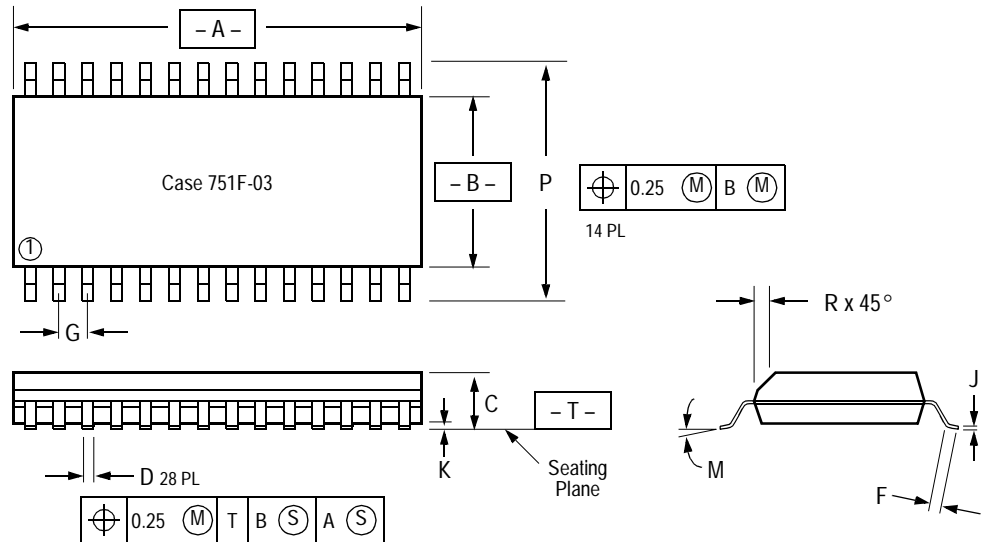 – A –
Case 751F-03
– B –
P
⌖ 0.25 Ⓜ B Ⓜ
14 PL
①
G
R x 45°
J
C
– T –
K
Seating
Plane
M
F
D 28 PL
⌖ 0.25 Ⓜ T B Ⓢ A Ⓢ